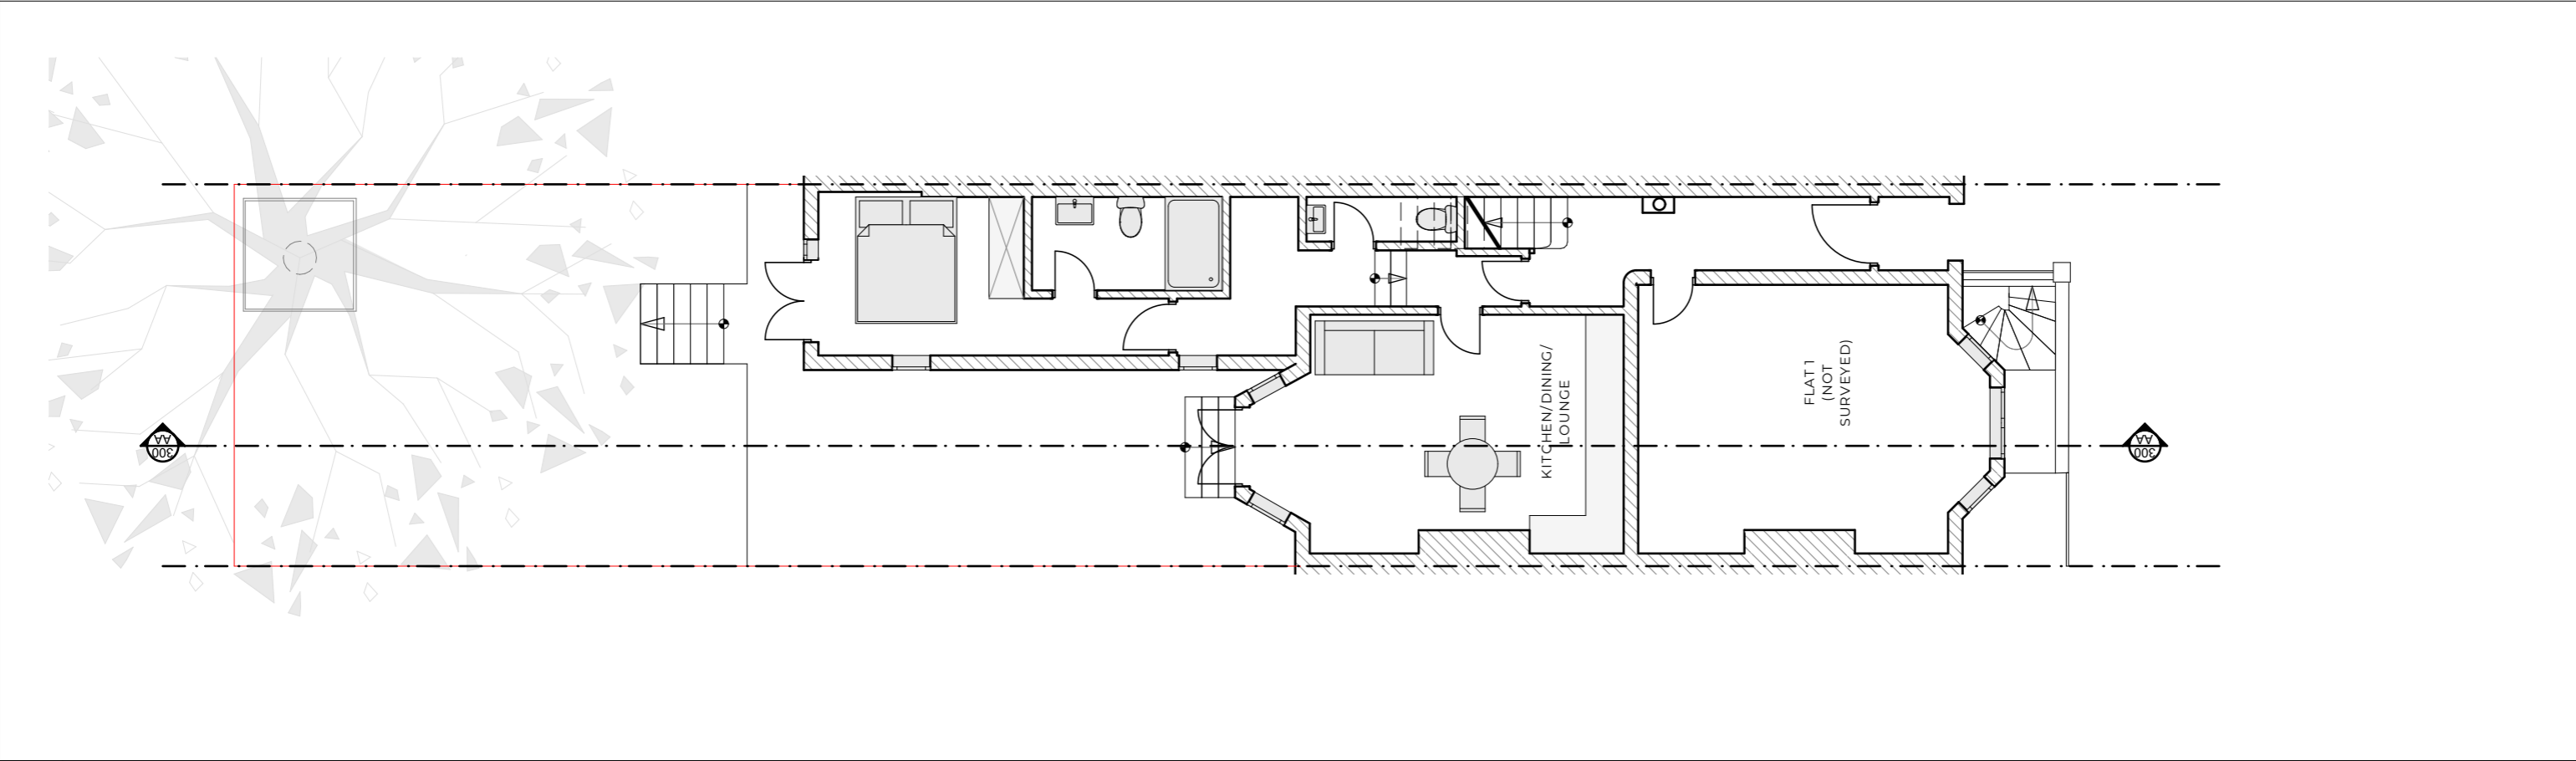 KITCHEN/DINING/
LOUNGE
FLAT 1
(NOT
SURVEYED)
AA
300
AA
300